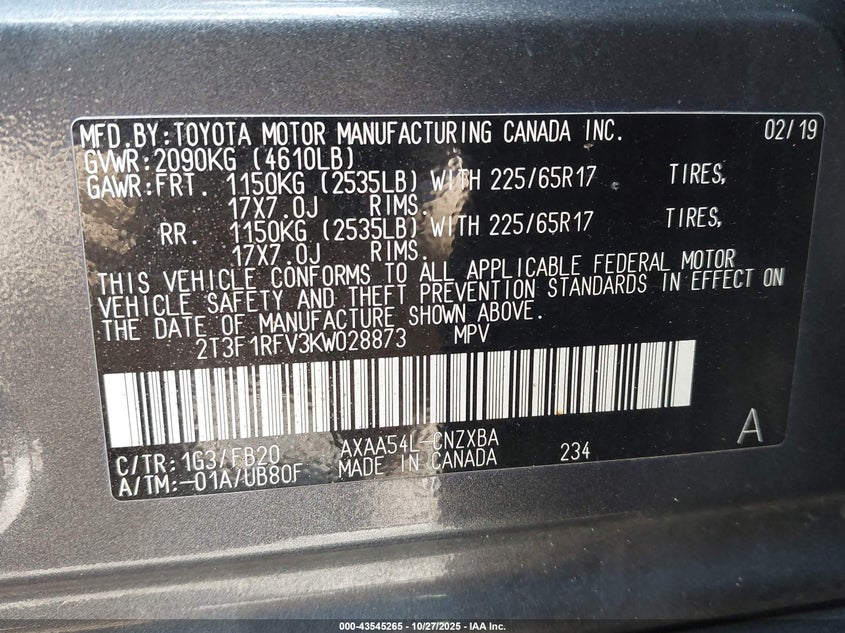 MFD.BY:TOYOTA MOTOR MANUFACTURING CANADA INC. 02/19
GVWR:2090KG (4610LB)
GAWR:FRT. 1150KG (2535LB) WITH 225/65R17 TIRES,
17X7.0J RIMS.
RR. 1150KG (2535LB) WITH 225/65R17 TIRES,
17X7.0J RIMS.
THIS VEHICLE CONFORMS TO ALL APPLICABLE FEDERAL MOTOR
VEHICLE SAFETY AND THEFT PREVENTION STANDARDS IN EFFECT ON
THE DATE OF MANUFACTURE SHOWN ABOVE.
2T3F1RFV3KW028873 MPV
A
C/TR:1G3/FB20 AXAA54L-CNZXBA
A/TM:-01A/UB80F MADE IN CANADA 234
000-43545265 - 10/27/2025 - IAA Inc.